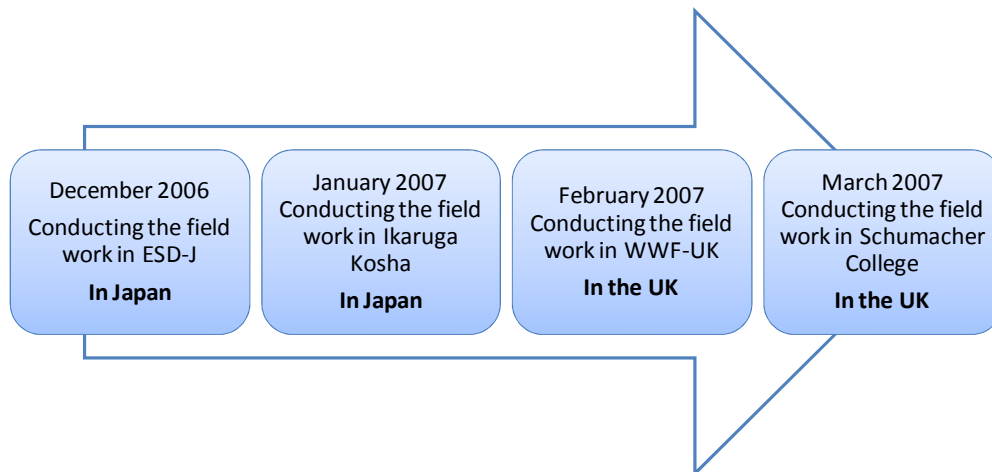 December 2006
Conducting the field
work in ESD-J
In Japan
January 2007
Conducting the field
work in Ikaruga
Kosha
In Japan
February 2007
Conducting the field
work in WWF-UK
In the UK
March 2007
Conducting the field
work in Schumacher
College
In the UK